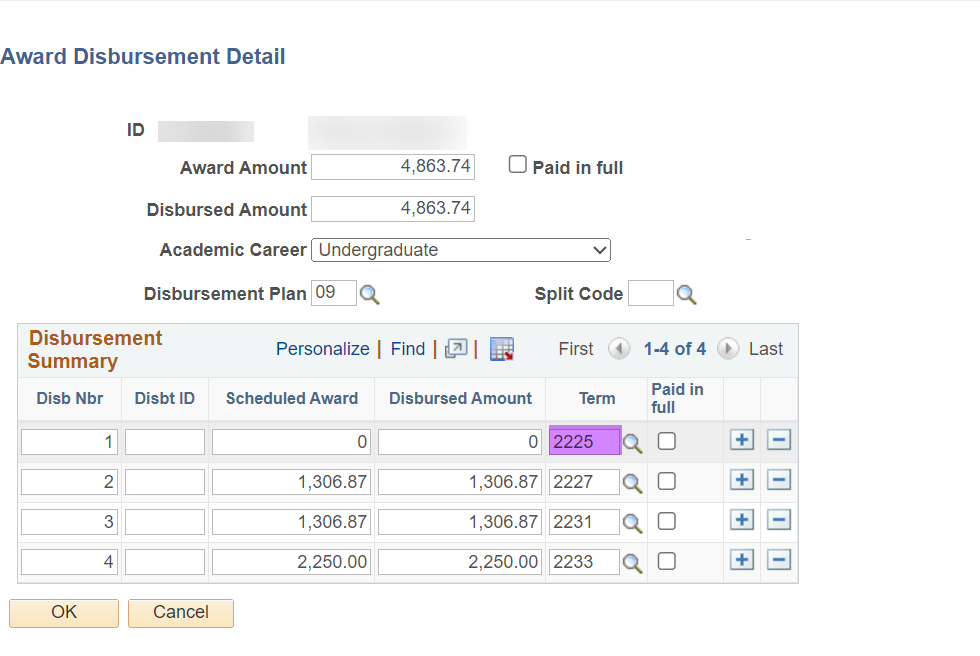 Award Disbursement Detail
ID
Award Amount 4,863.74 Paid in full
Disbursed Amount 4,863.74
Academic Career Undergraduate
Disbursement Plan 09 Split Code
Disbursement Summary Personalize | Find | | First 1-4 of 4 Last
Disb Nbr Disbt ID Scheduled Award Disbursed Amount Term Paid in full
1 0 0 2225
2 1,306.87 1,306.87 2227
3 1,306.87 1,306.87 2231
4 2,250.00 2,250.00 2233
OK Cancel